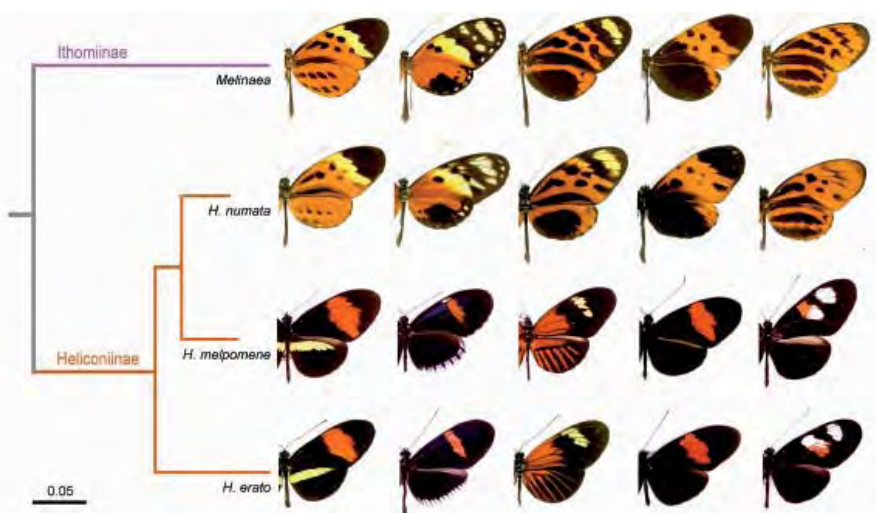 Ithomiinae
Melinaea
H. numata
Heliconiinae
H. melpomene
H. erato
0.05